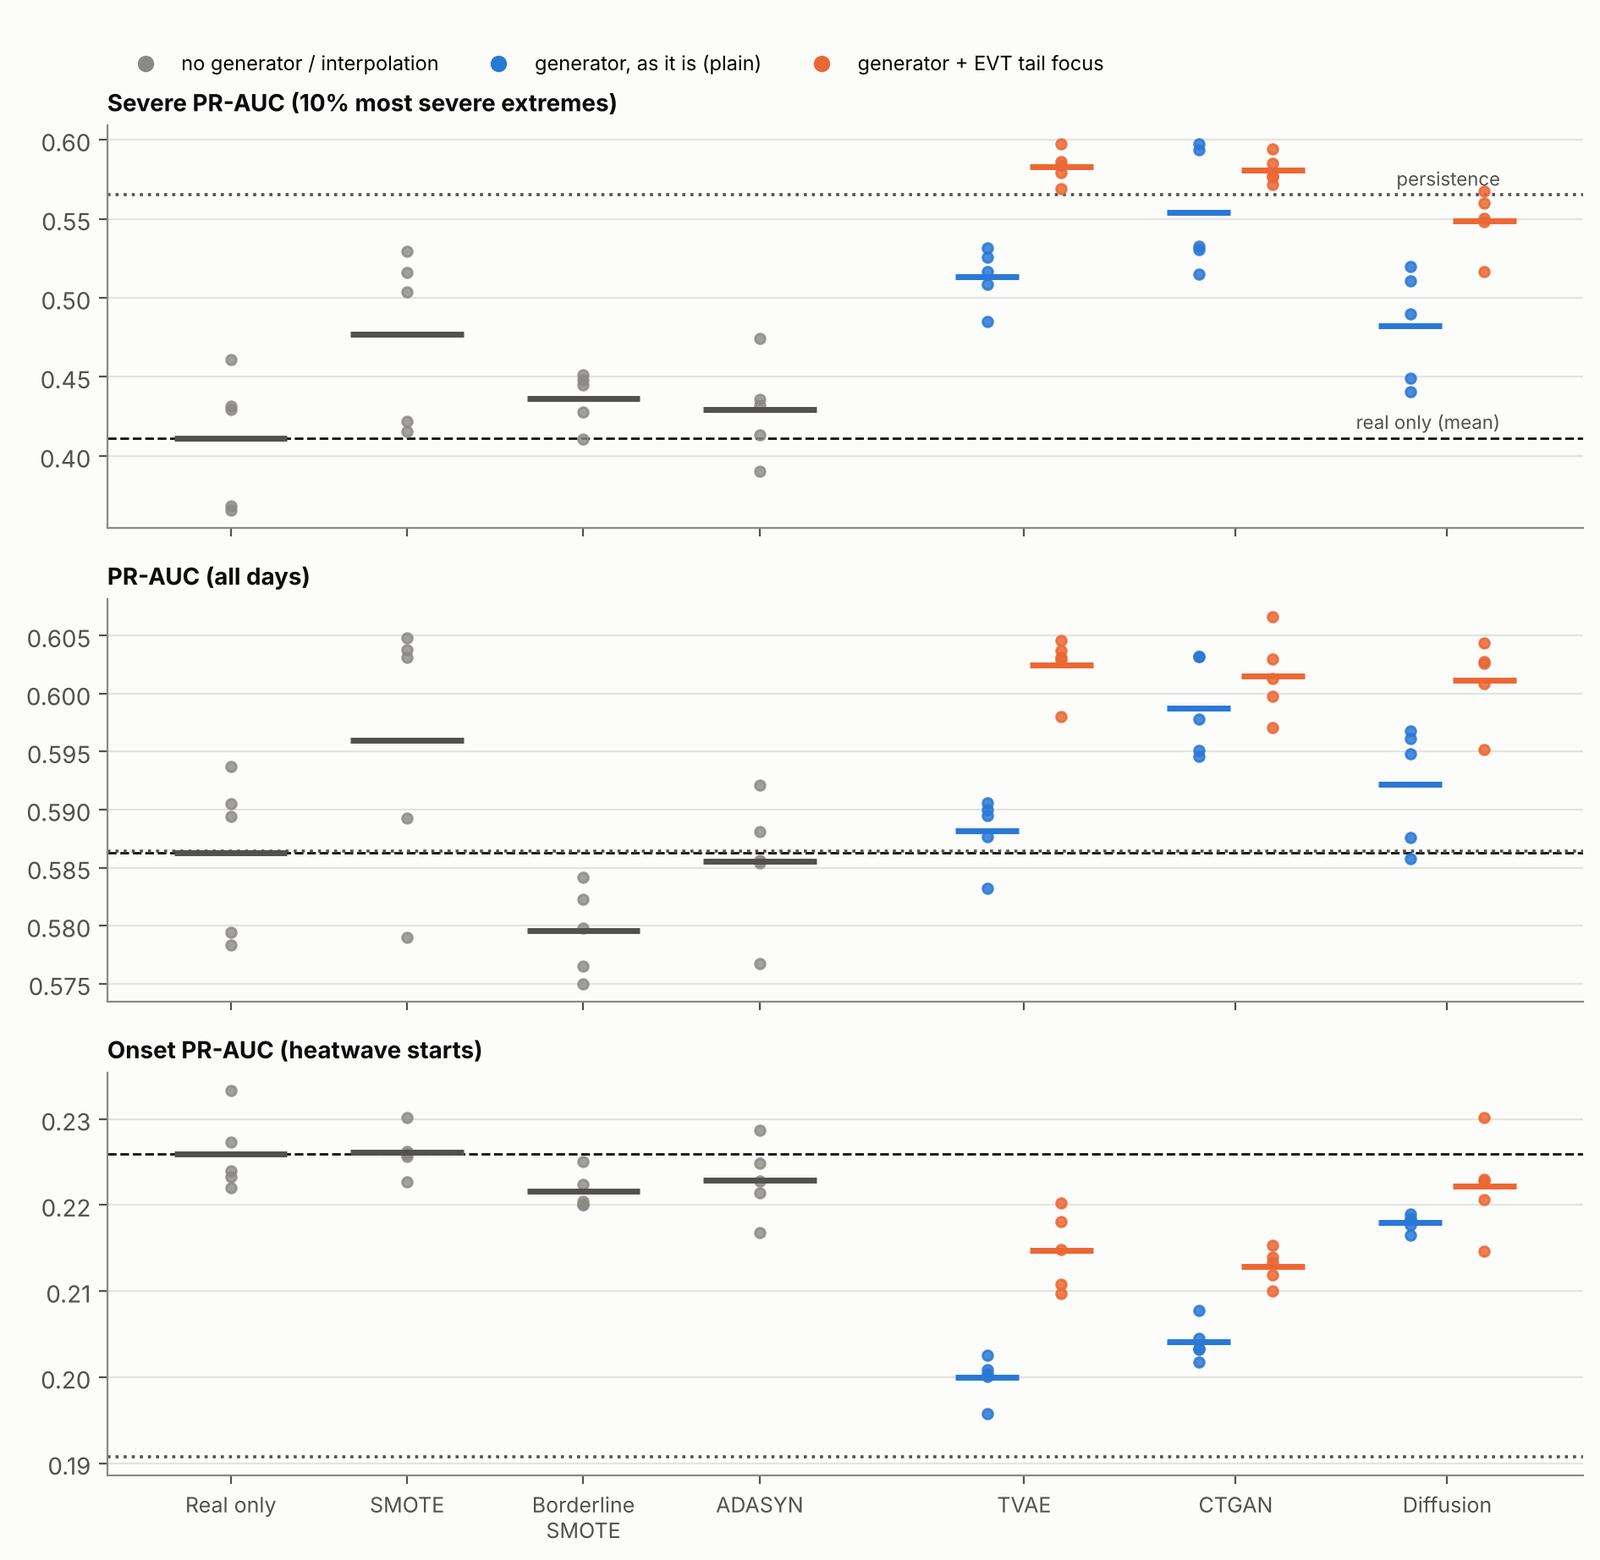 no generator / interpolation
generator, as it is (plain)
generator + EVT tail focus
Severe PR-AUC (10% most severe extremes)
0.60
0.55
0.50
0.45
0.40
persistence
real only (mean)
PR-AUC (all days)
0.605
0.600
0.595
0.590
0.585
0.580
0.575
Onset PR-AUC (heatwave starts)
0.23
0.22
0.21
0.20
0.19
Real only
SMOTE
Borderline
SMOTE
ADASYN
TVAE
CTGAN
Diffusion